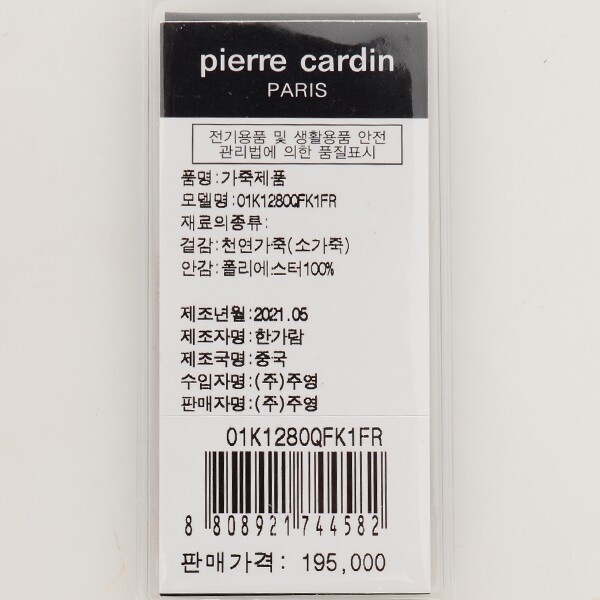 pierre cardin
PARIS
전기용품 및 생활용품 안전
관리법에 의한 품질표시
품명:가죽제품
모델명:01K1280QFK1FR
재료의종류:
겉감:천연가죽(소가죽)
안감:폴리에스터100%
제조년월:2021.05
제조자명:한가람
제조국명:중국
수입자명:(주)주영
판매자명:(주)주영
01K1280QFK1FR
8 808921 744582
판매가격: 195,000